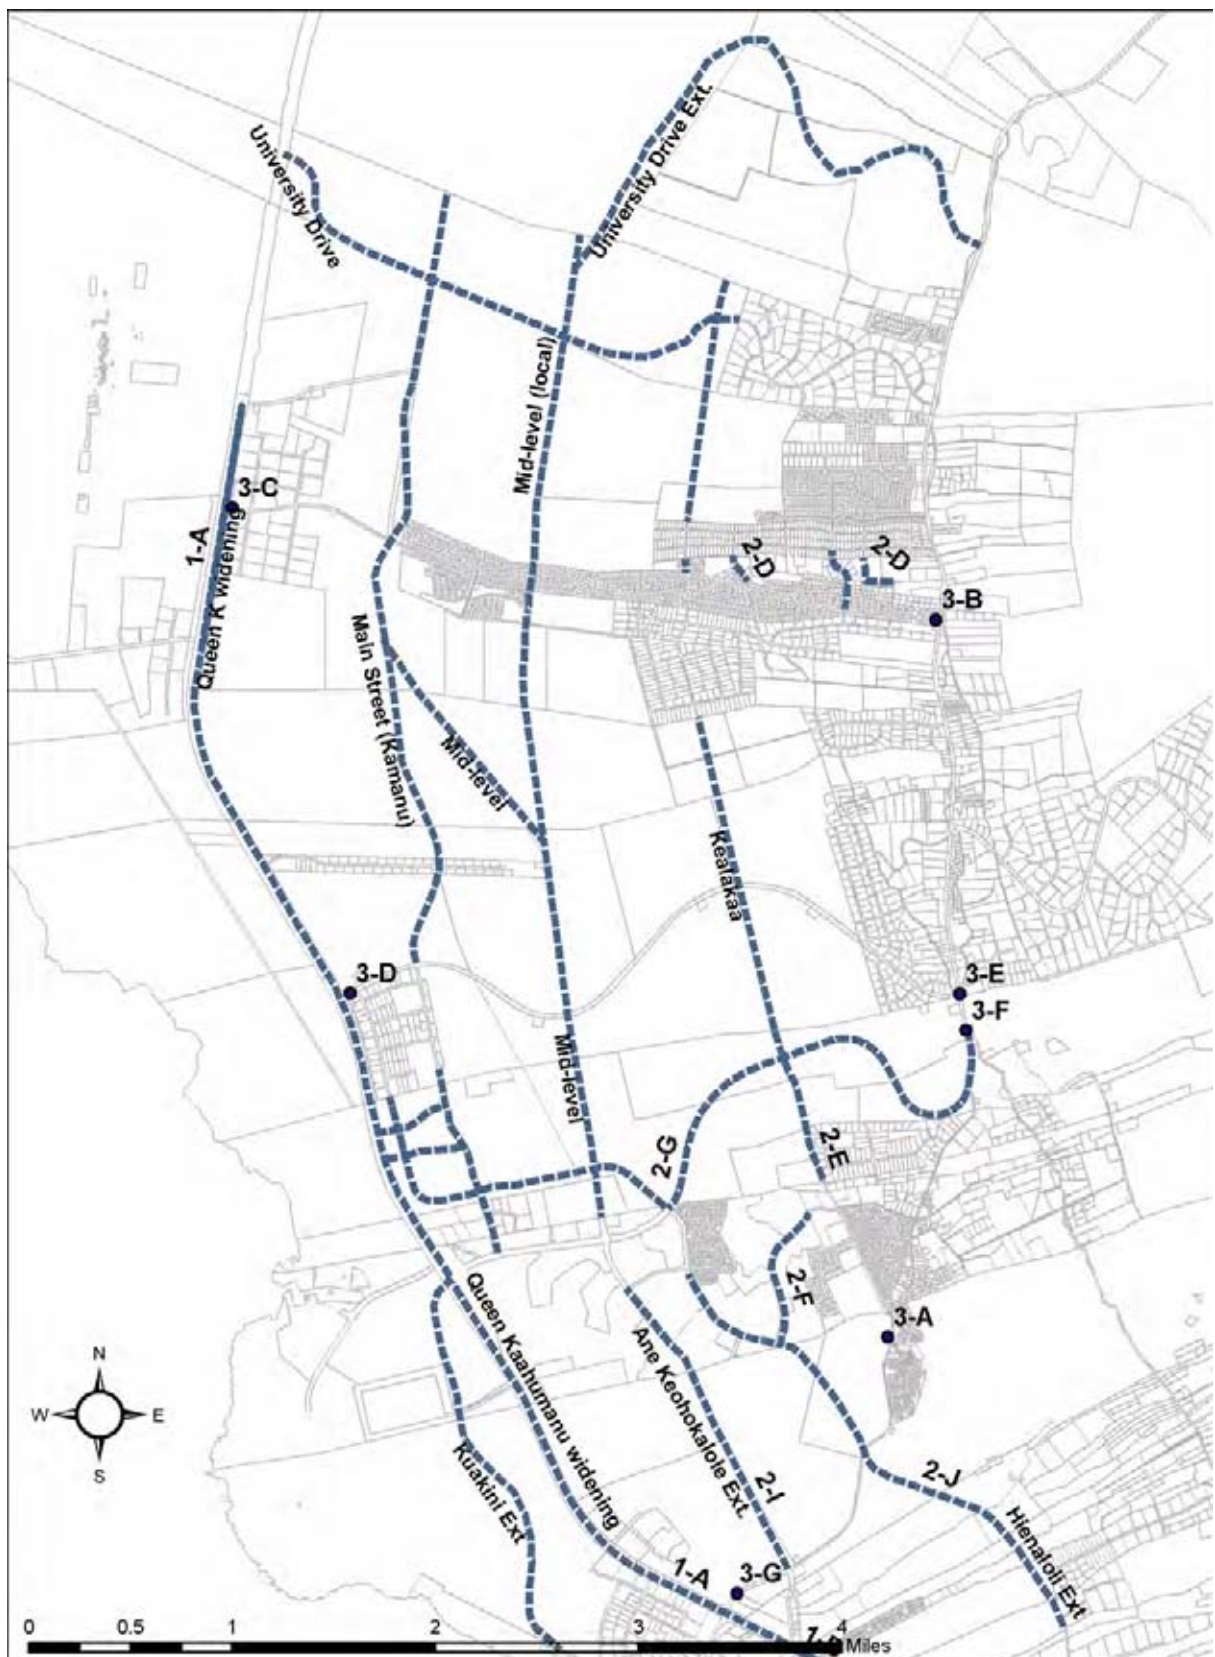 University Drive Ext.
University Drive
Mid-level (local)
3-C
1-A
Queen K widening
2-D
2-D
3-B
Main Street (Kamanu)
Mid-level
Kealakaa
3-D
3-E
3-F
Mid-level
2-G
2-E
2-F
Queen Kaahumanu widening
3-A
Ane Keohokalole Ext.
N
W
E
S
Kuakini Ext
2-I
2-J
Hienaloli Ext
1-A
3-G
0
0.5
1
2
3
4
Miles